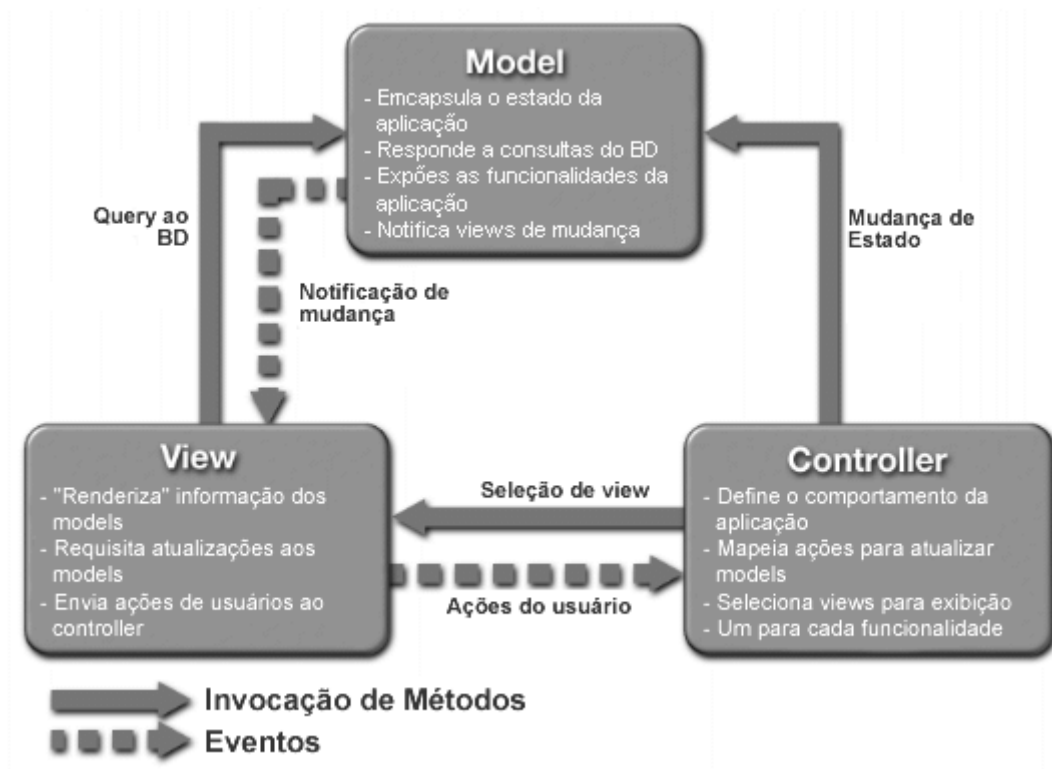 Model
- Emcapsula o estado da
aplicação
- Responde a consultas do BD
- Expões as funcionalidades da
aplicação
- Notifica views de mudança
Query ao
BD
Mudança de
Estado
Notificação de
mudança
View
- "Renderiza" informação dos
models
- Requisita atualizações aos
models
- Envia ações de usuários ao
controller
Seleção de view
Ações do usuário
Controller
- Define o comportamento da
aplicação
- Mapeia ações para atualizar
models
- Seleciona views para exibição
- Um para cada funcionalidade
Invocação de Métodos
Eventos